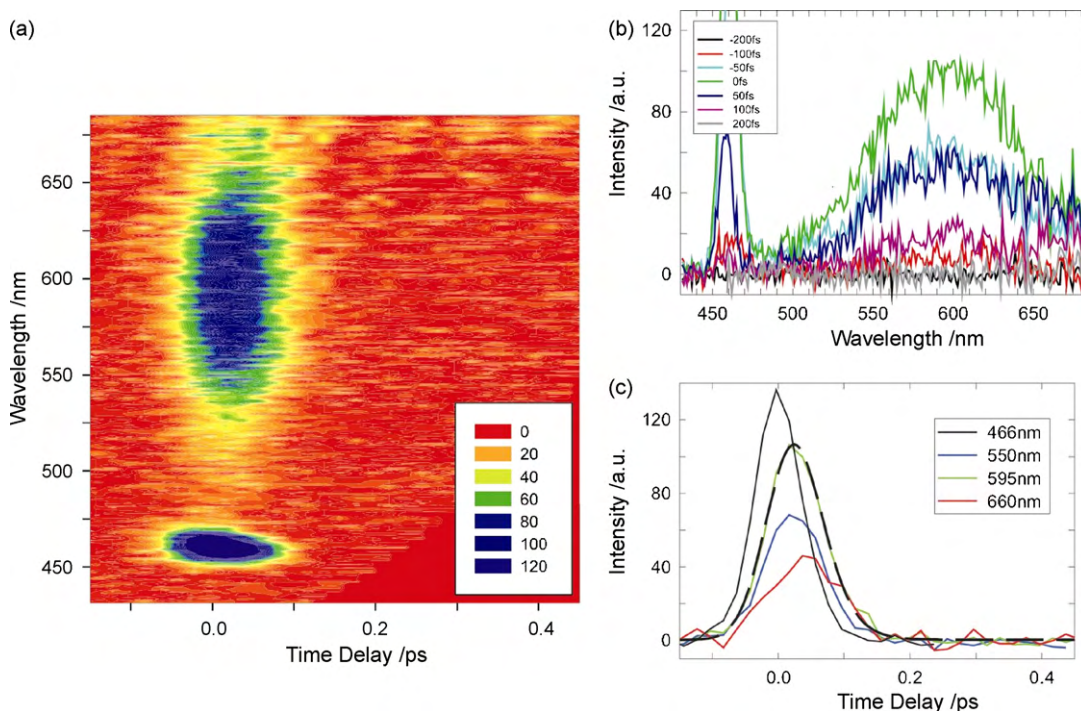 (a)
Wavelength /nm
650
600
550
500
450
0.0
0.2
0.4
Time Delay /ps
0
20
40
60
80
100
120
(b)
Intensity /a.u.
120
80
40
0
-200fs
-100fs
-50fs
0fs
50fs
100fs
200fs
450
500
550
600
650
Wavelength /nm
(c)
Intensity /a.u.
120
80
40
0
466nm
550nm
595nm
660nm
0.0
0.2
0.4
Time Delay /ps